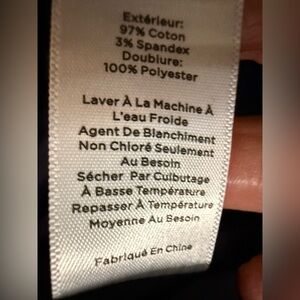 Extérieur:
97% Coton
3% Spandex
Doublure:
100% Polyester
Laver À La Machine À
L'eau Froide
Agent De Blanchiment
Non Chloré Seulement
Au Besoin
Sécher Par Culbutage
À Basse Température
Repasser À Température
Moyenne Au Besoin
Fabriqué En Chine